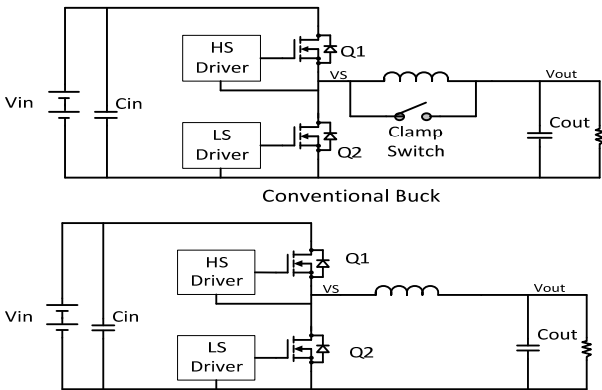 HS
Driver
Q1
VS
Vout
Vin
Cin
Clamp
Switch
Cout
LS
Driver
Q2
Conventional Buck
HS
Driver
Q1
VS
Vout
Vin
Cin
Cout
LS
Driver
Q2